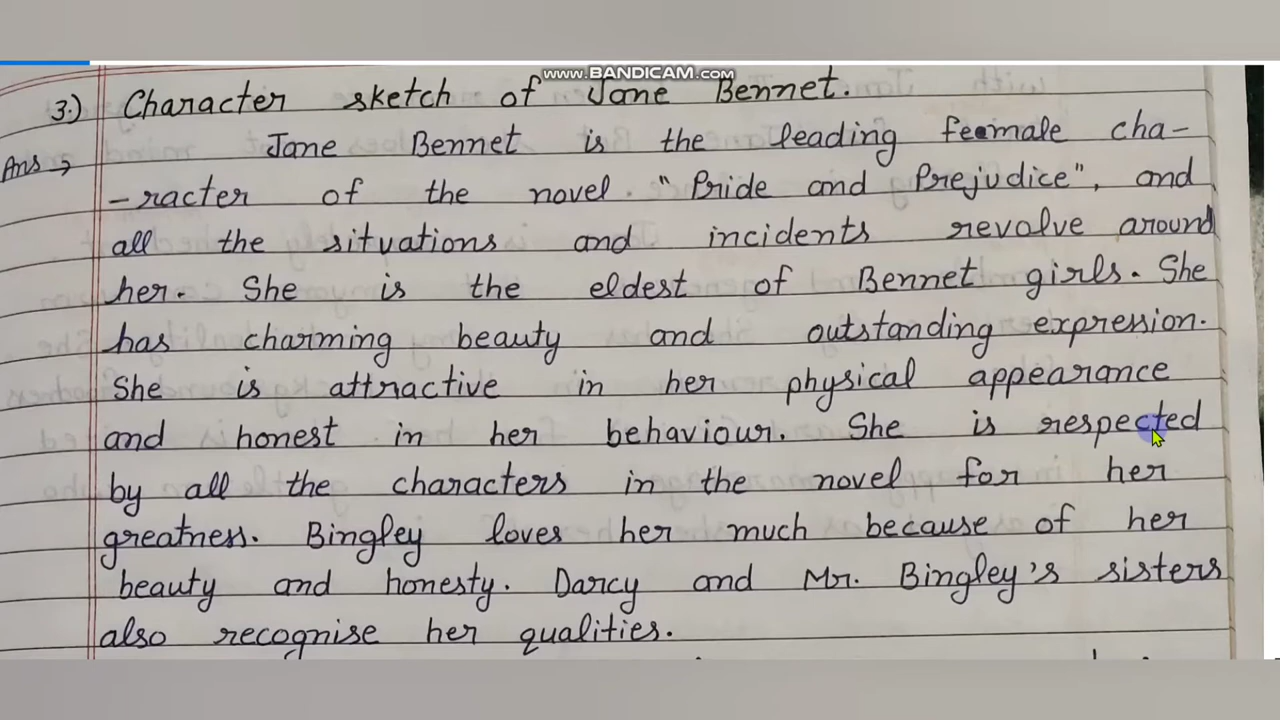 www.BANDICAM.com
3.) Character sketch of Jane Bennet.
Ans → Jane Bennet is the leading female cha-
-racter of the novel. "Pride and Prejudice", and
all the situations and incidents revolve around
her. She is the eldest of Bennet girls. She
has charming beauty and outstanding expression.
She is attractive in her physical appearance
and honest in her behaviour. She is respected
by all the characters in the novel for her
greatness. Bingley loves her much because of her
beauty and honesty. Darcy and Mr. Bingley's sisters
also recognise her qualities.